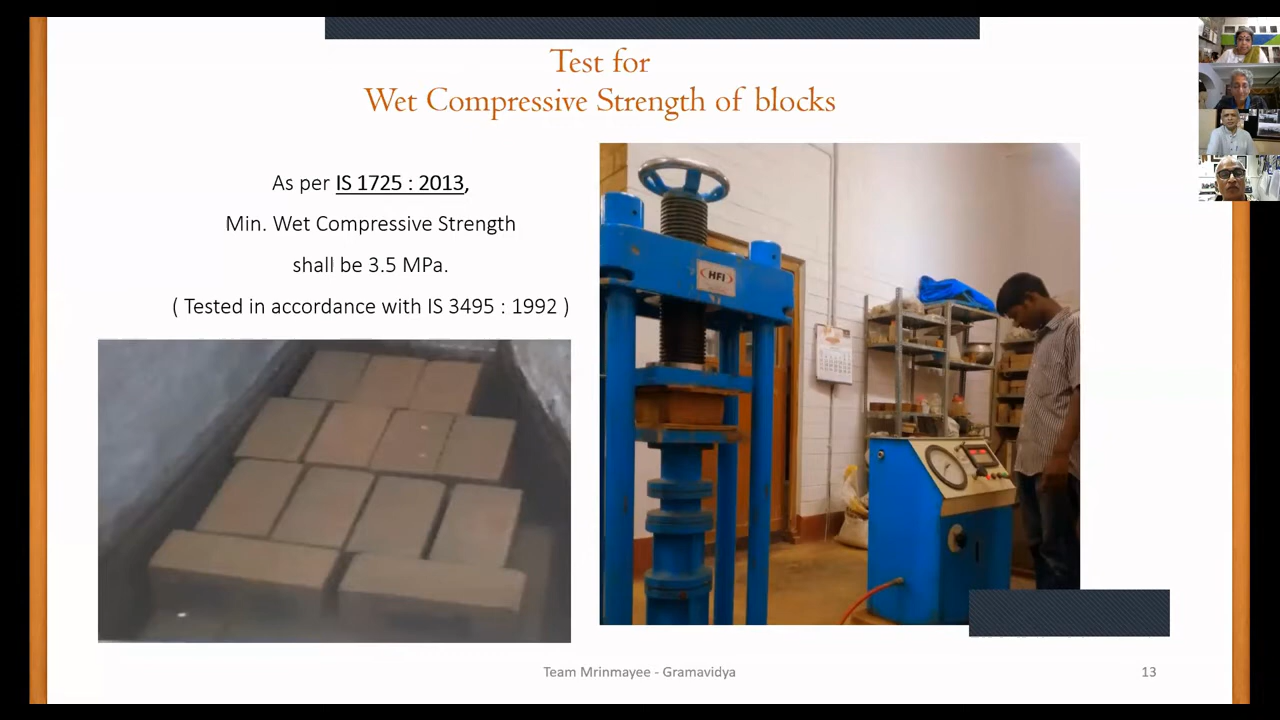 Test for
Wet Compressive Strength of blocks
As per IS 1725 : 2013,
Min. Wet Compressive Strength
shall be 3.5 MPa.
( Tested in accordance with IS 3495 : 1992 )
HFI
Team Mrinmayee - Gramavidya
13